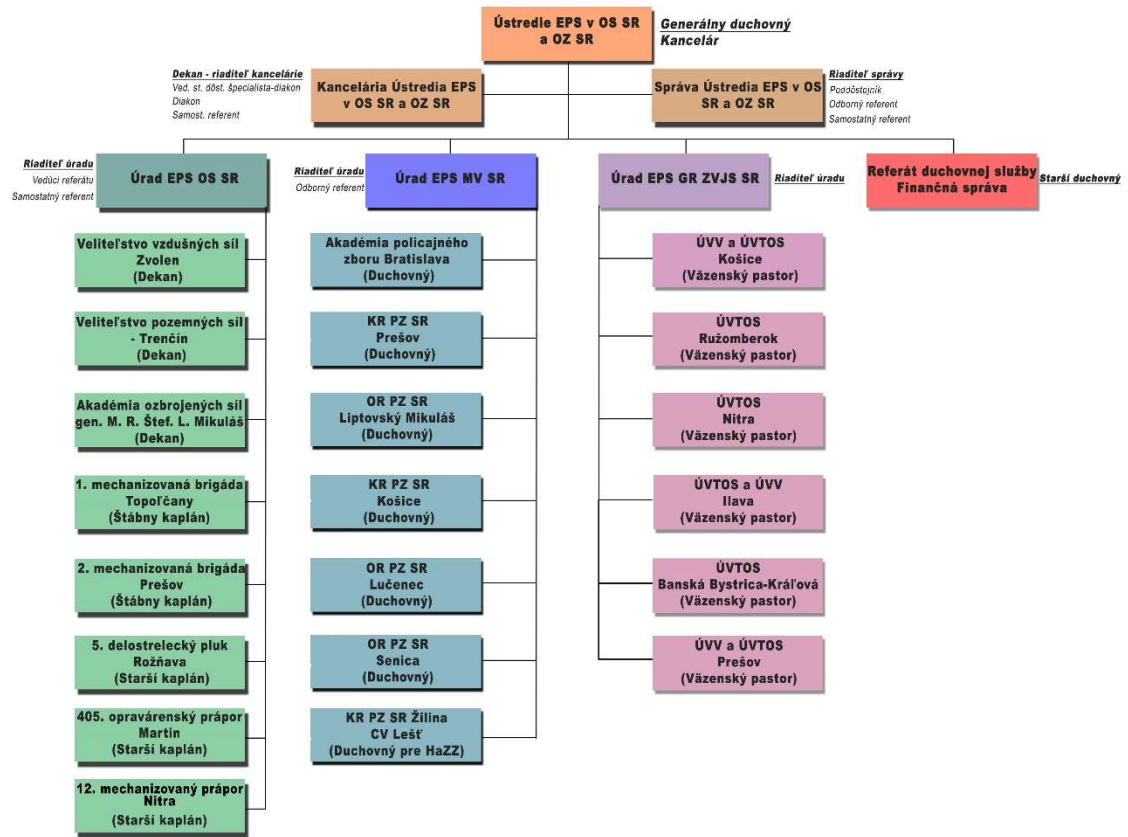 Ústredie EPS v OS SR
a OZ SR
Generálny duchovný
Kancelár
Dekan - riaditeľ kancelárie
Ved. st. dôst. špecialista-diakon
Diakon
Samost. referent
Kancelária Ústredia EPS
v OS SR a OZ SR
Správa Ústredia EPS v OS
SR a OZ SR
Riaditeľ správy
Poddôstojník
Odborný referent
Samostatný referent
Riaditeľ úradu
Vedúci referátu
Samostatný referent
Úrad EPS OS SR
Riaditeľ úradu
Odborný referent
Úrad EPS MV SR
Úrad EPS GR ZVJS SR
Riaditeľ úradu
Referát duchovnej služby
Finančná správa
Starší duchovný
Veliteľstvo vzdušných síl
Zvolen
(Dekan)
Veliteľstvo pozemných síl
- Trenčín
(Dekan)
Akadémia ozbrojených síl
gen. M. R. Štef. L. Mikuláš
(Dekan)
1. mechanizovaná brigáda
Topoľčany
(Štábny kaplán)
2. mechanizovaná brigáda
Prešov
(Štábny kaplán)
5. delostrelecký pluk
Rožňava
(Starší kaplán)
405. opravárenský prápor
Martin
(Starší kaplán)
12. mechanizovaný prápor
Nitra
(Starší kaplán)
Akadémia policajného
zboru Bratislava
(Duchovný)
KR PZ SR
Prešov
(Duchovný)
OR PZ SR
Liptovský Mikuláš
(Duchovný)
KR PZ SR
Košice
(Duchovný)
OR PZ SR
Lučenec
(Duchovný)
OR PZ SR
Senica
(Duchovný)
KR PZ SR Žilina
CV Lešť
(Duchovný pre HaZZ)
ÚVV a ÚVTOS
Košice
(Väzenský pastor)
ÚVTOS
Ružomberok
(Väzenský pastor)
ÚVTOS
Nitra
(Väzenský pastor)
ÚVTOS a ÚVV
Ilava
(Väzenský pastor)
ÚVTOS
Banská Bystrica-Kráľová
(Väzenský pastor)
ÚVV a ÚVTOS
Prešov
(Väzenský pastor)